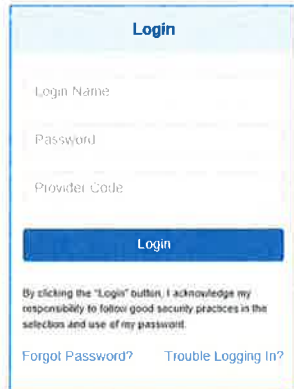 Login
Login Name
Password
Provider Code
Login
By clicking the "Login" button, I acknowledge my
responsibility to follow good security practices in the
selection and use of my password.
Forgot Password?
Trouble Logging In?